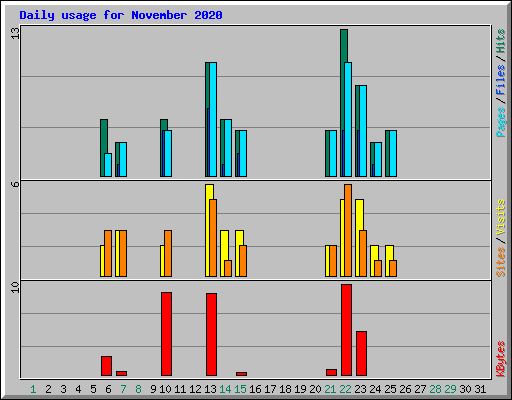 Daily usage for November 2020
13
6
10
Pages / Files / Hits
Sites / Visits
KBytes
1 2 3 4 5 6 7 8 9 10 11 12 13 14 15 16 17 18 19 20 21 22 23 24 25 26 27 28 29 30 31